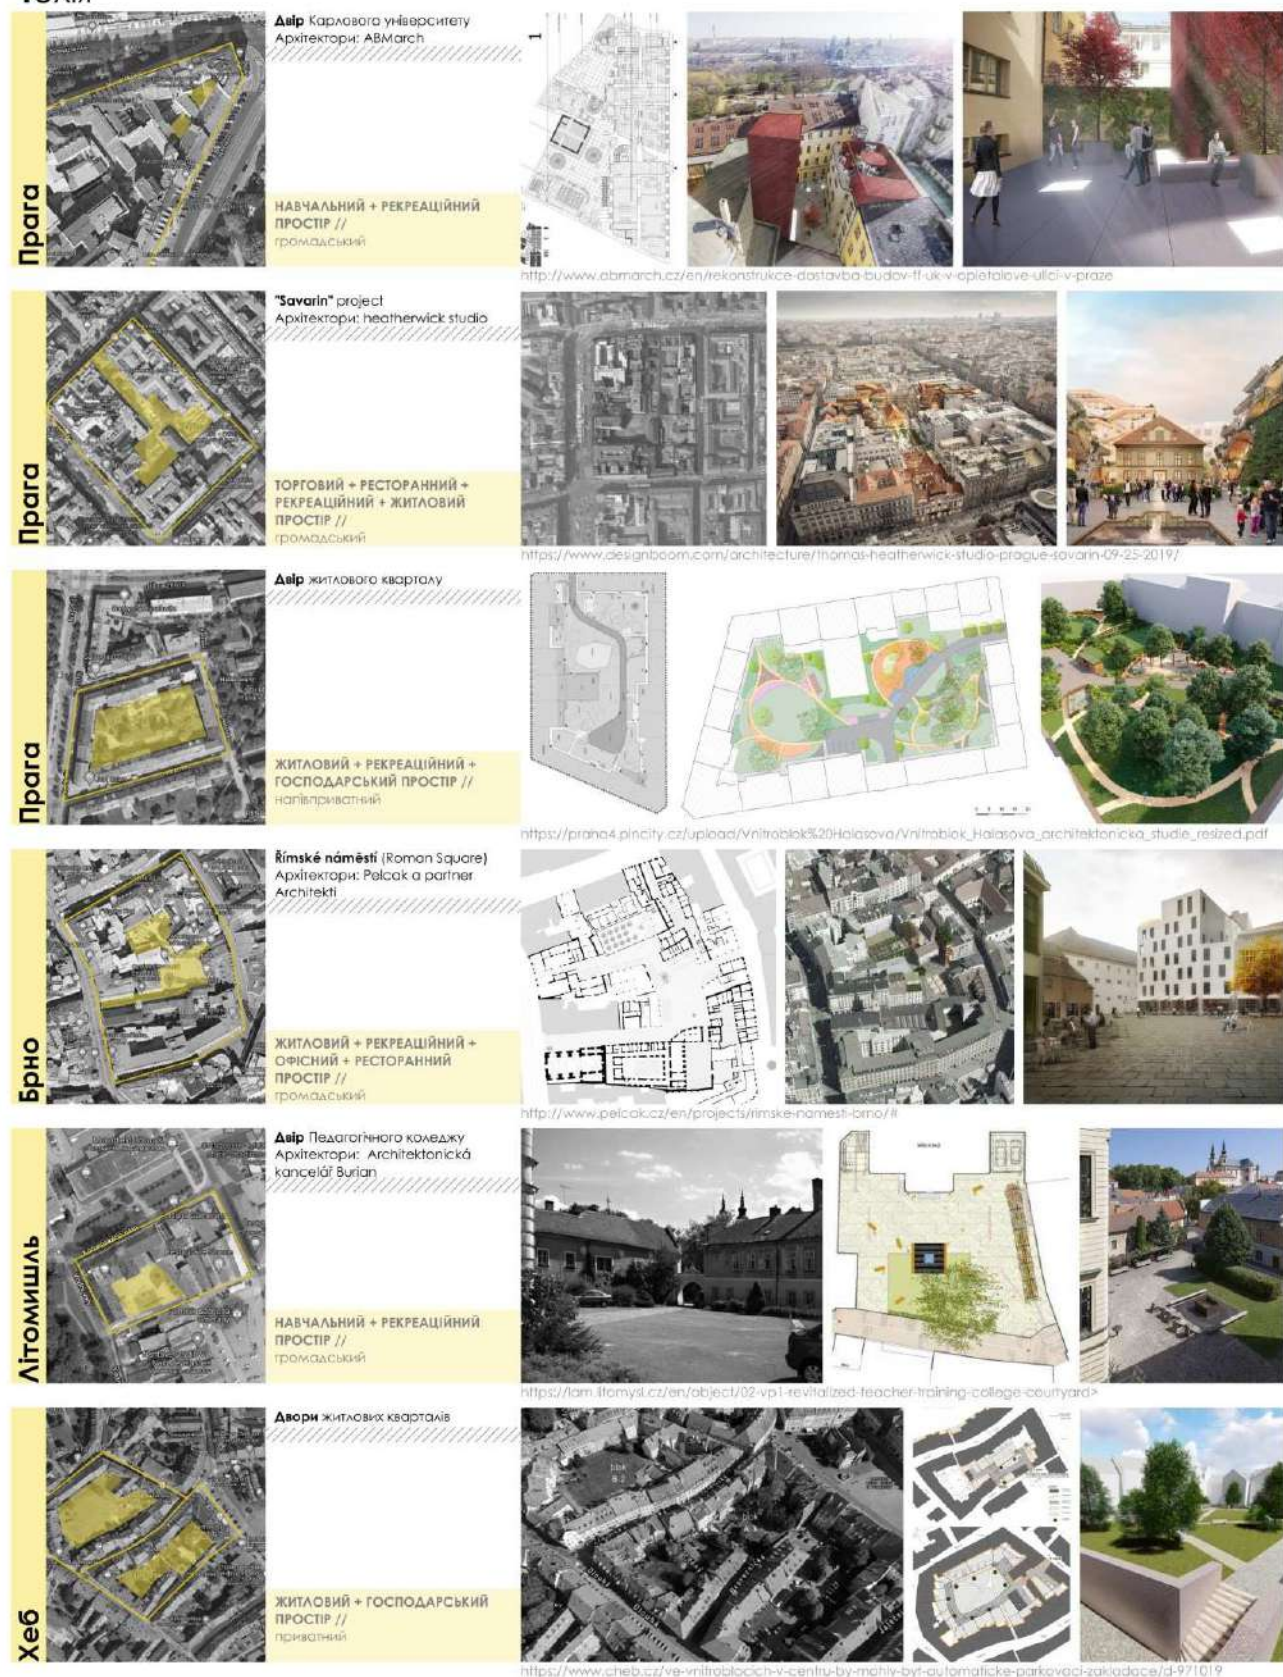 Прага
Двір Карлового університету
Архітектори: ABMarch
НАВЧАЛЬНИЙ + РЕКРЕАЦІЙНИЙ
ПРОСТІР //
громадський
1
http://www.abmarch.cz/en/rekonstrukce-dostavba-budov-ff-uk-v-opletalove-ulici-v-praze
Прага
"Savarin" project
Архітектори: heatherwick studio
ТОРГОВИЙ + РЕСТОРАННИЙ +
РЕКРЕАЦІЙНИЙ + ЖИТЛОВИЙ
ПРОСТІР //
громадський
https://www.designboom.com/architecture/thomas-heatherwick-studio-prague-savarin-09-25-2019/
Прага
Двір житлового кварталу
ЖИТЛОВИЙ + РЕКРЕАЦІЙНИЙ +
ГОСПОДАРСЬКИЙ ПРОСТІР //
напівприватний
https://praha4.pincity.cz/upload/Vnitroblok%20Halasova/Vnitroblok_Halasova_architektonicka_studie_resized.pdf
Брно
Římské náměstí (Roman Square)
Архітектори: Pelcak a partner
Architekti
ЖИТЛОВИЙ + РЕКРЕАЦІЙНИЙ +
ОФІСНИЙ + РЕСТОРАННИЙ
ПРОСТІР //
громадський
http://www.pelcak.cz/en/projects/rimske-namesti-brno/#
Літомишль
Двір Педагогічного коледжу
Архітектори: Architektonická
kancelář Burian
НАВЧАЛЬНИЙ + РЕКРЕАЦІЙНИЙ
ПРОСТІР //
громадський
https://lam.litomysl.cz/en/object/02-vp1-revitalized-teacher-training-college-courtyard>
Хеб
Двори житлових кварталів
ЖИТЛОВИЙ + ГОСПОДАРСЬКИЙ
ПРОСТІР //
приватний
https://www.cheb.cz/ve-vnitroblocich-v-centru-by-mohly-byt-automaticke-parkovaci-zakladace/d-971019